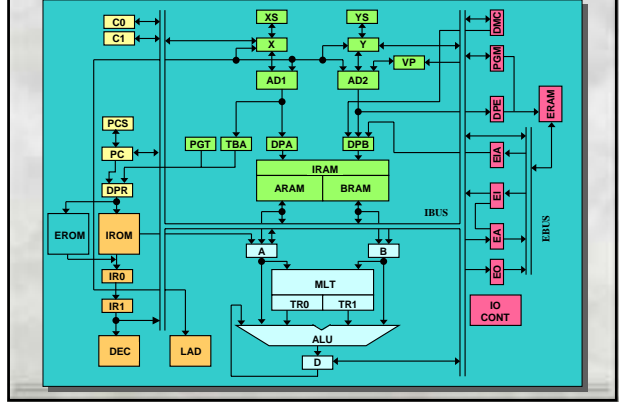 C0
XS
YS
DMC
C1
X
Y
PGM
VP
AD1
AD2
DPE
ERAM
PCS
PGT
TBA
DPA
DPB
EIA
PC
IRAM
DPR
ARAM
BRAM
EI
IBUS
EBUS
EROM
IROM
EA
A
B
EO
IR0
MLT
IR1
TR0
TR1
IO
CONT
ALU
DEC
LAD
D